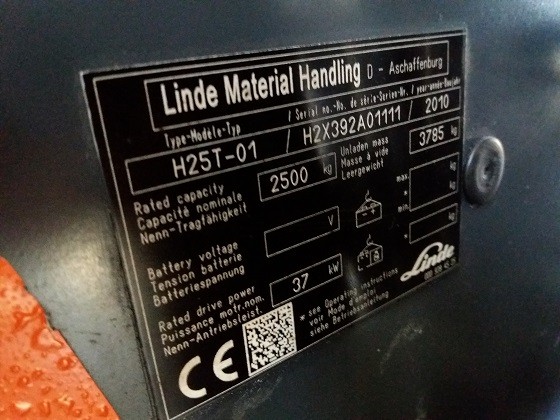 Linde Material Handling D - Aschaffenburg
Type-Modèle-Typ / Serial no.-No. de série-Serien-Nr. / year-année-Baujahr
H25T-01 / H2X392A01111 / 2010
Rated capacity
Capacité nominale
Nenn-Tragfähigkeit
2500 kg
Unladen mass
Masse à vide
Leergewicht
3785 kg
Battery voltage
Tension batterie
Batteriespannung
V
max.
*
min.
kg
* kg
Rated drive power
Puissance motr.nom.
Nenn-Antriebsleist.
37 kW
* see Operating instructions
voir Mode d'emploi
siehe Betriebsanleitung
Linde
CE